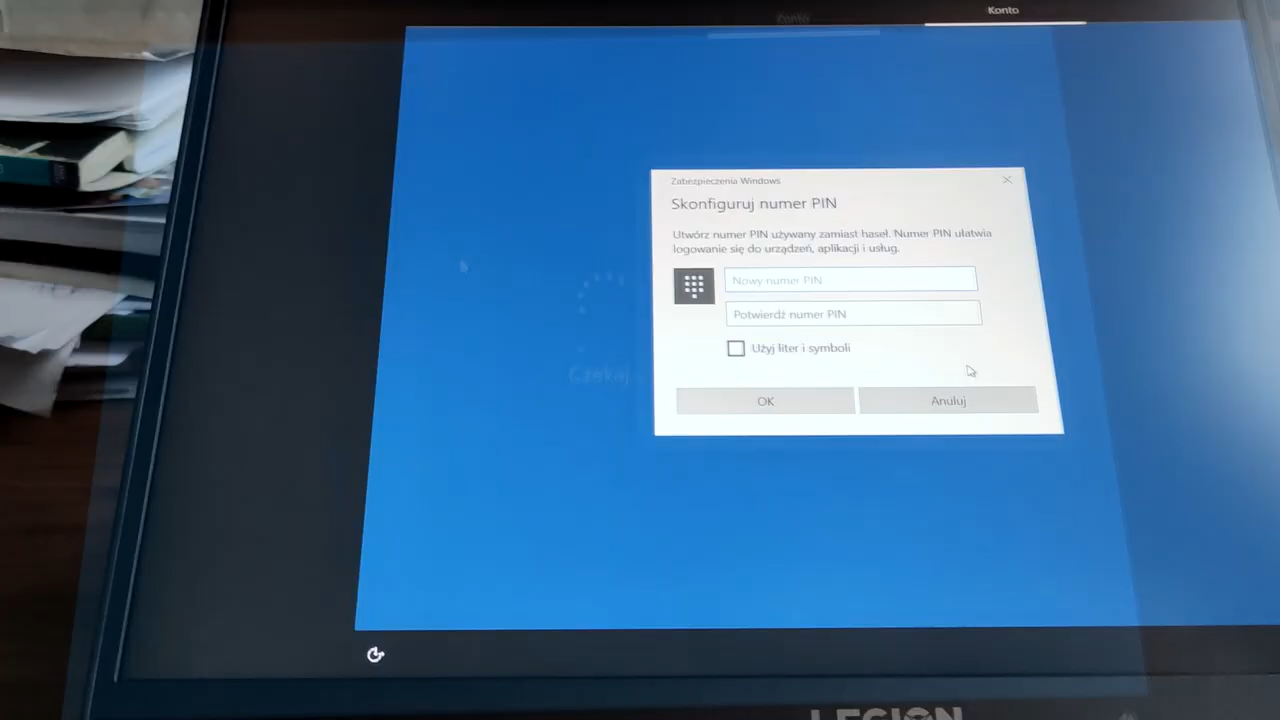 Konto
Konto
Zabezpieczenia Windows
Skonfiguruj numer PIN
Utwórz numer PIN używany zamiast haseł. Numer PIN ułatwia
logowanie się do urządzeń, aplikacji i usług.
Nowy numer PIN
Potwierdź numer PIN
Użyj liter i symboli
Czekaj
OK
Anuluj
LEGION